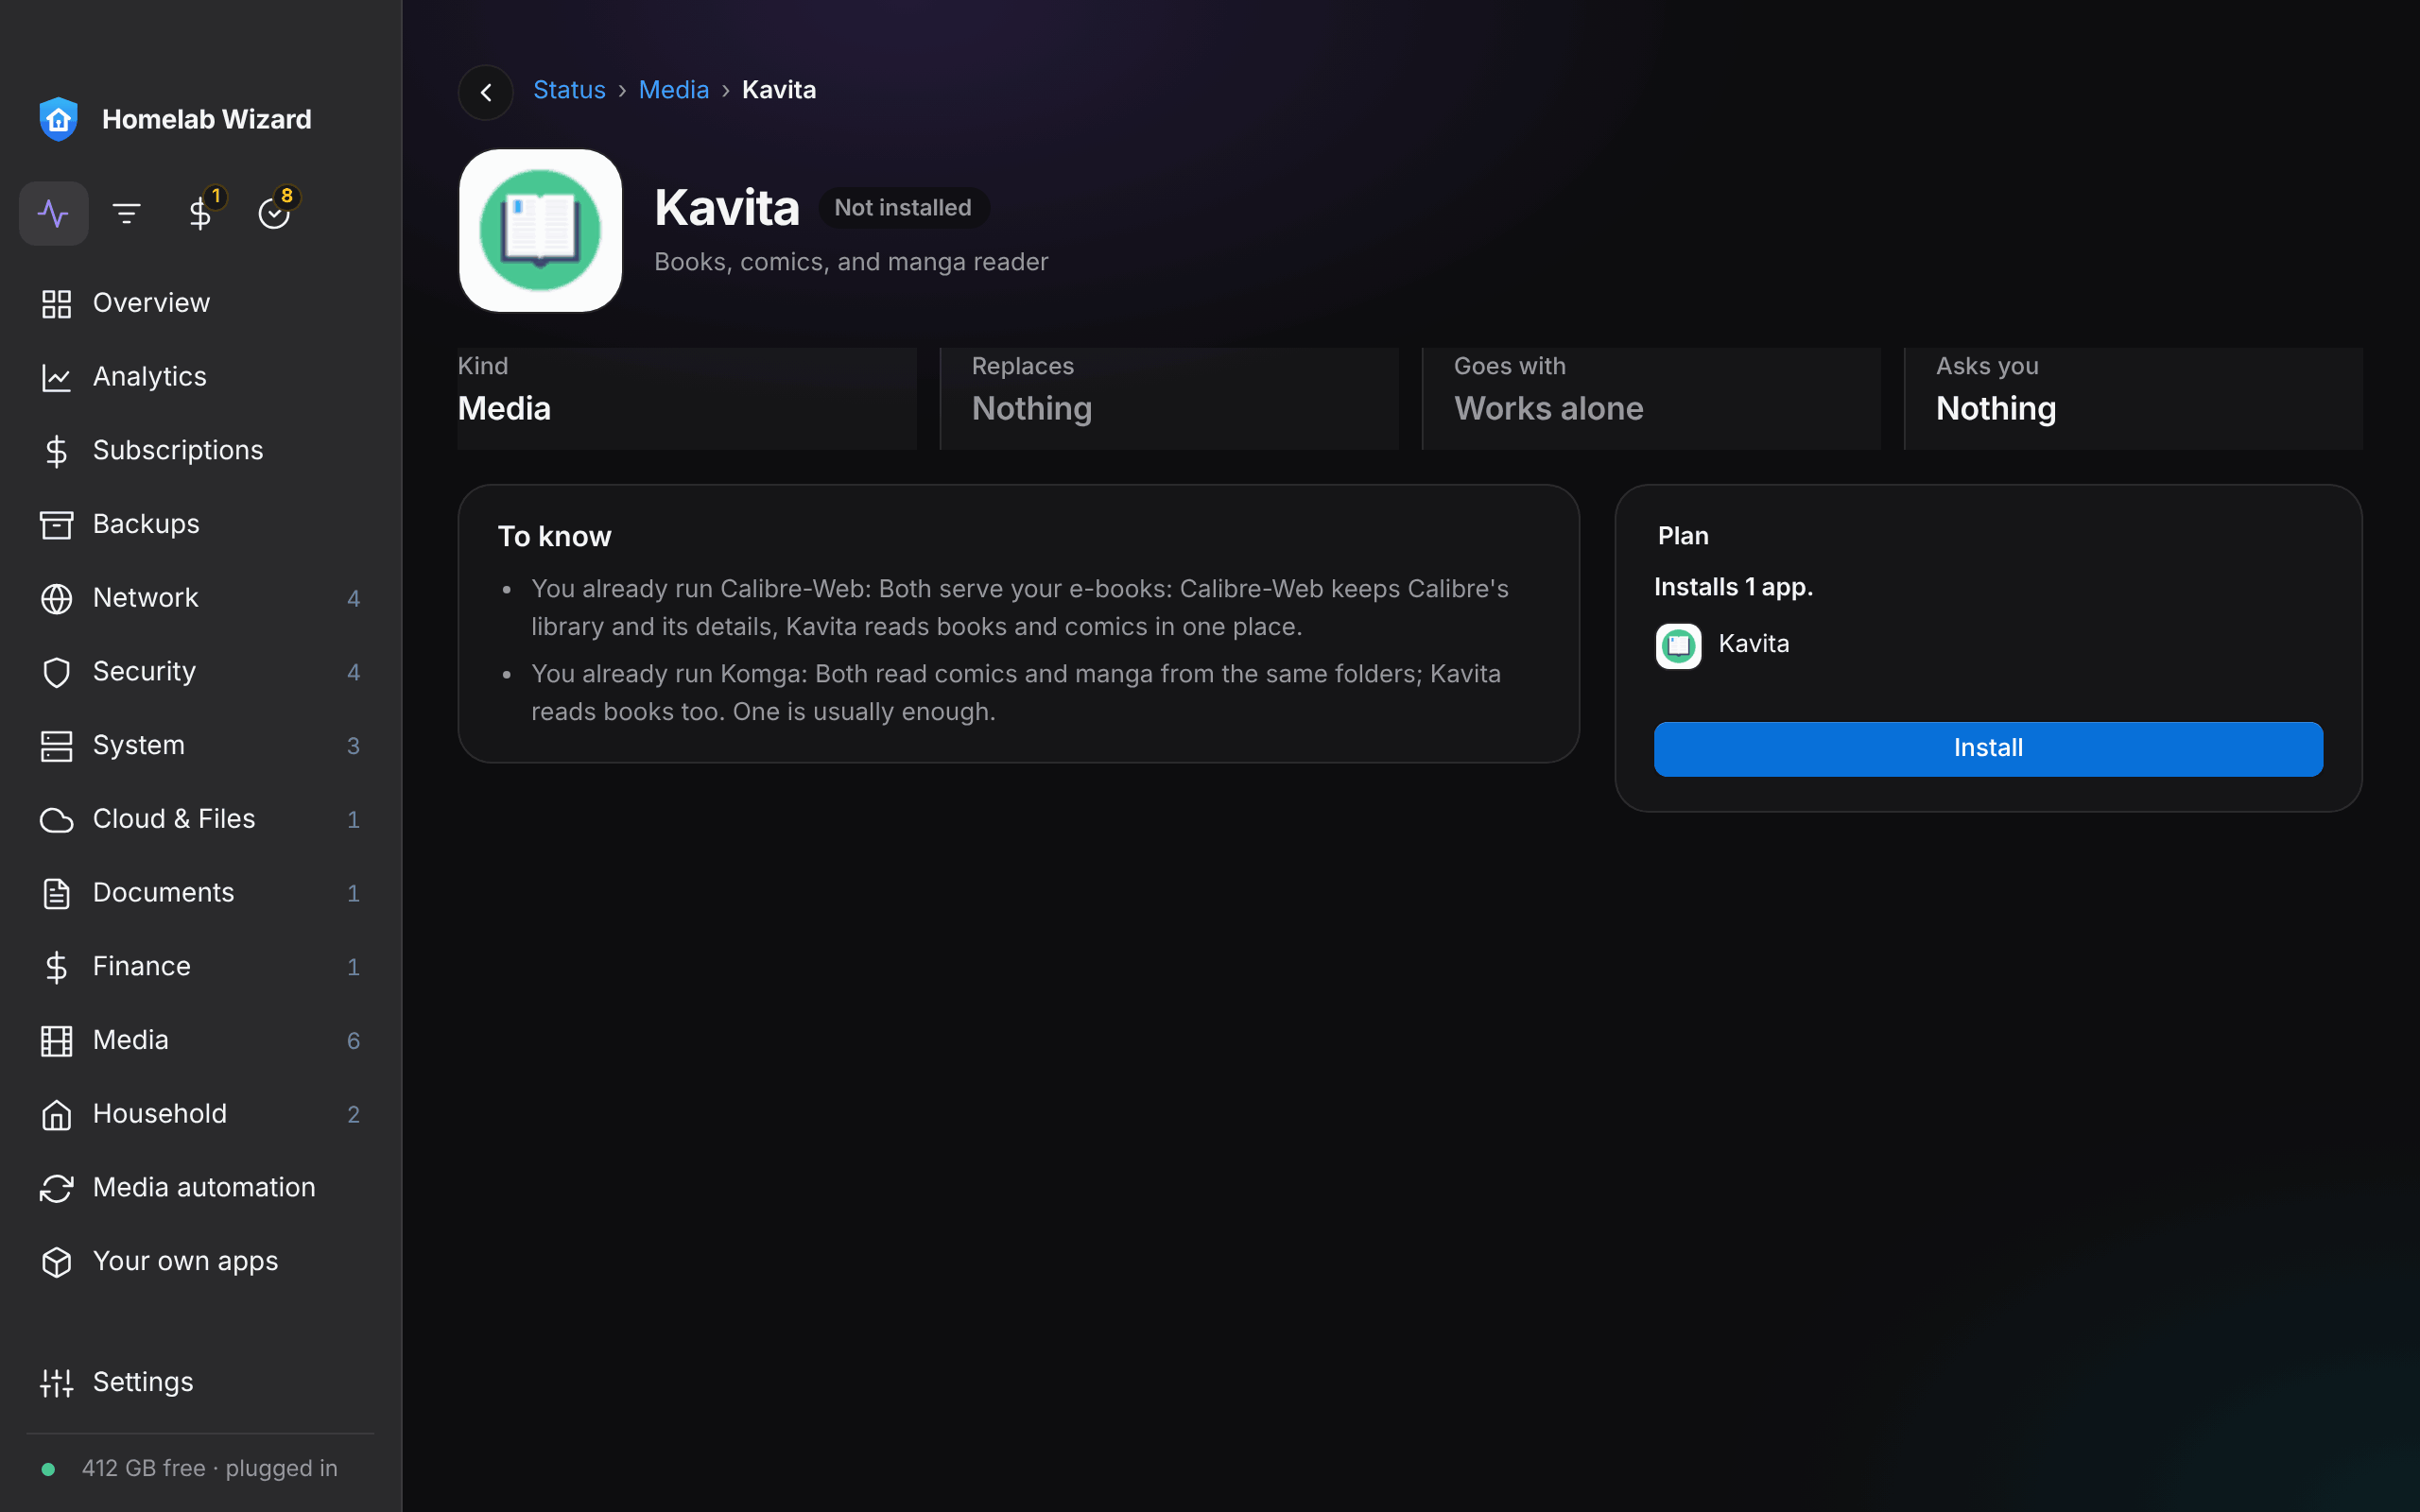 Homelab Wizard
1
8
Overview
Analytics
Subscriptions
Backups
Network 4
Security 4
System 3
Cloud & Files 1
Documents 1
Finance 1
Media 6
Household 2
Media automation
Your own apps
Settings
412 GB free · plugged in
Status › Media › Kavita
Kavita Not installed
Books, comics, and manga reader
Kind
Media
Replaces
Nothing
Goes with
Works alone
Asks you
Nothing
To know
• You already run Calibre-Web: Both serve your e-books: Calibre-Web keeps Calibre's
library and its details, Kavita reads books and comics in one place.
• You already run Komga: Both read comics and manga from the same folders; Kavita
reads books too. One is usually enough.
Plan
Installs 1 app.
Kavita
Install